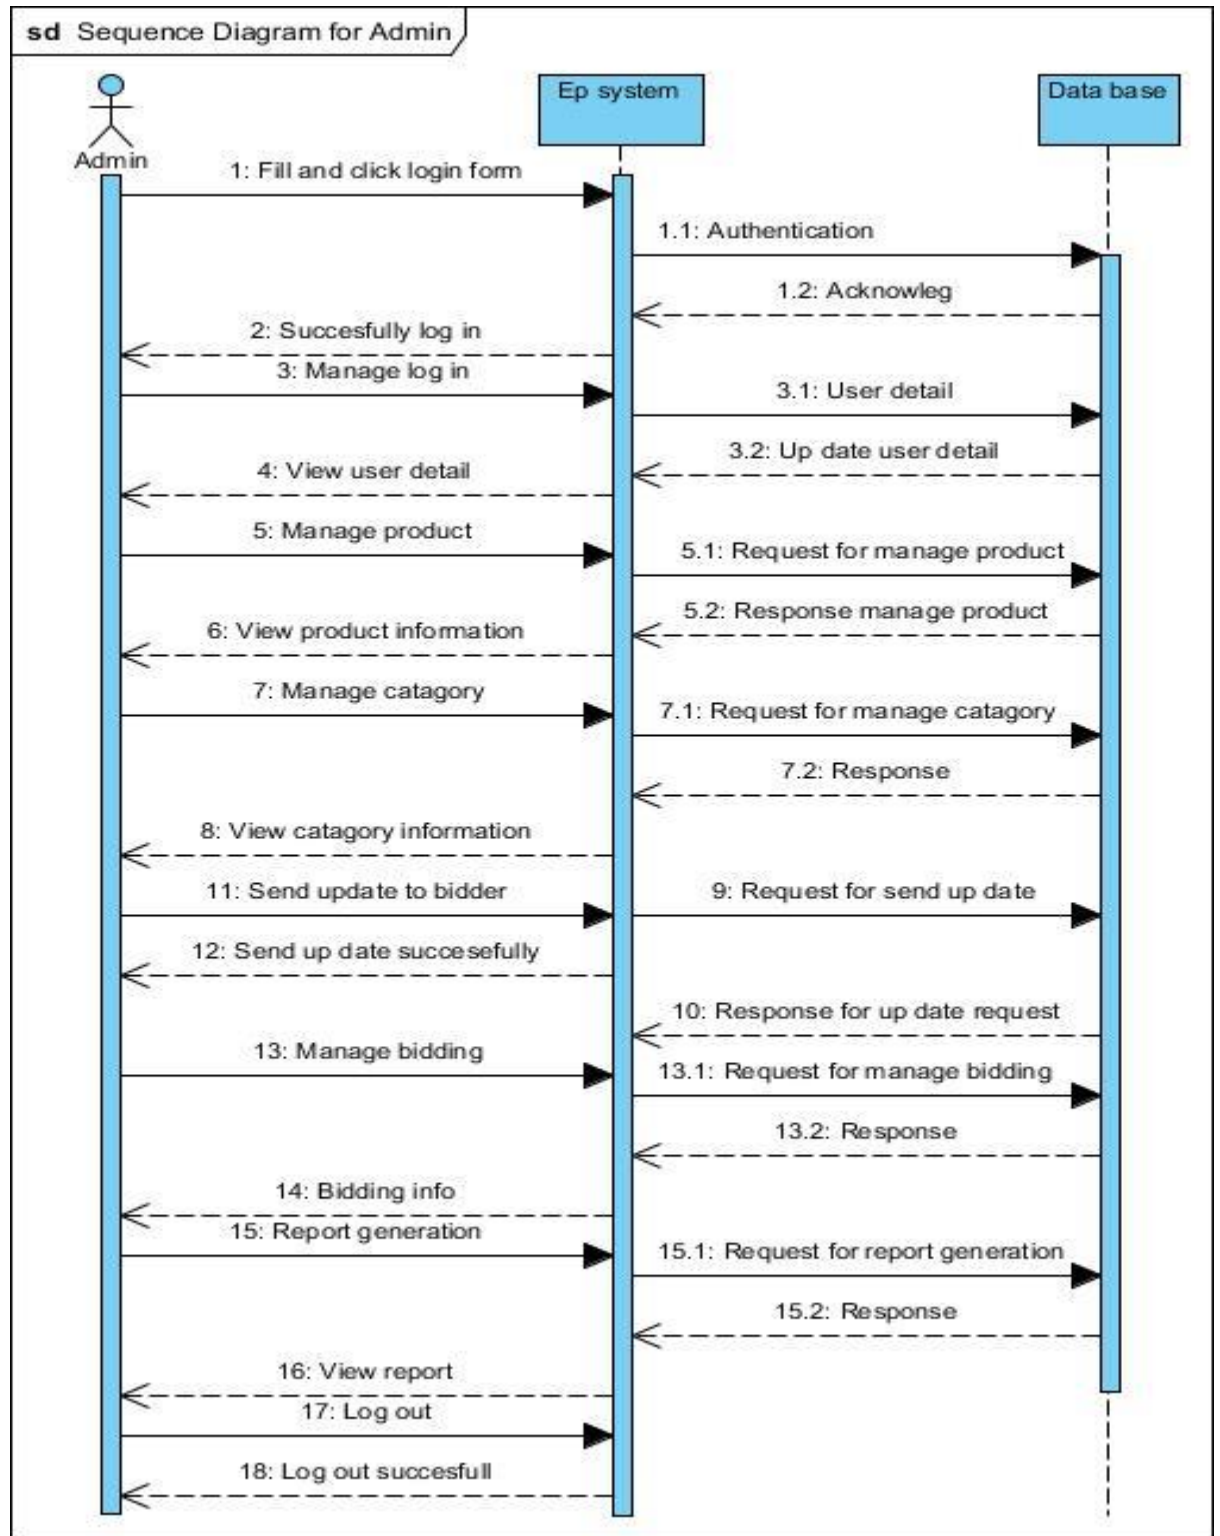 sd Sequence Diagram for Admin
Ep system
Data base
Admin
1: Fill and click login form
1.1: Authentication
1.2: Acknowleg
2: Succesfully log in
3: Manage log in
3.1: User detail
3.2: Up date user detail
4: View user detail
5: Manage product
5.1: Request for manage product
5.2: Response manage product
6: View product information
7: Manage catagory
7.1: Request for manage catagory
7.2: Response
8: View catagory information
11: Send update to bidder
9: Request for send up date
12: Send up date succesefully
10: Response for up date request
13: Manage bidding
13.1: Request for manage bidding
13.2: Response
14: Bidding info
15: Report generation
15.1: Request for report generation
15.2: Response
16: View report
17: Log out
18: Log out succesfull